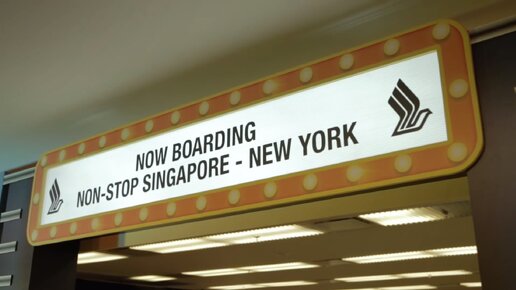 NOW BOARDING
NON-STOP SINGAPORE - NEW YORK